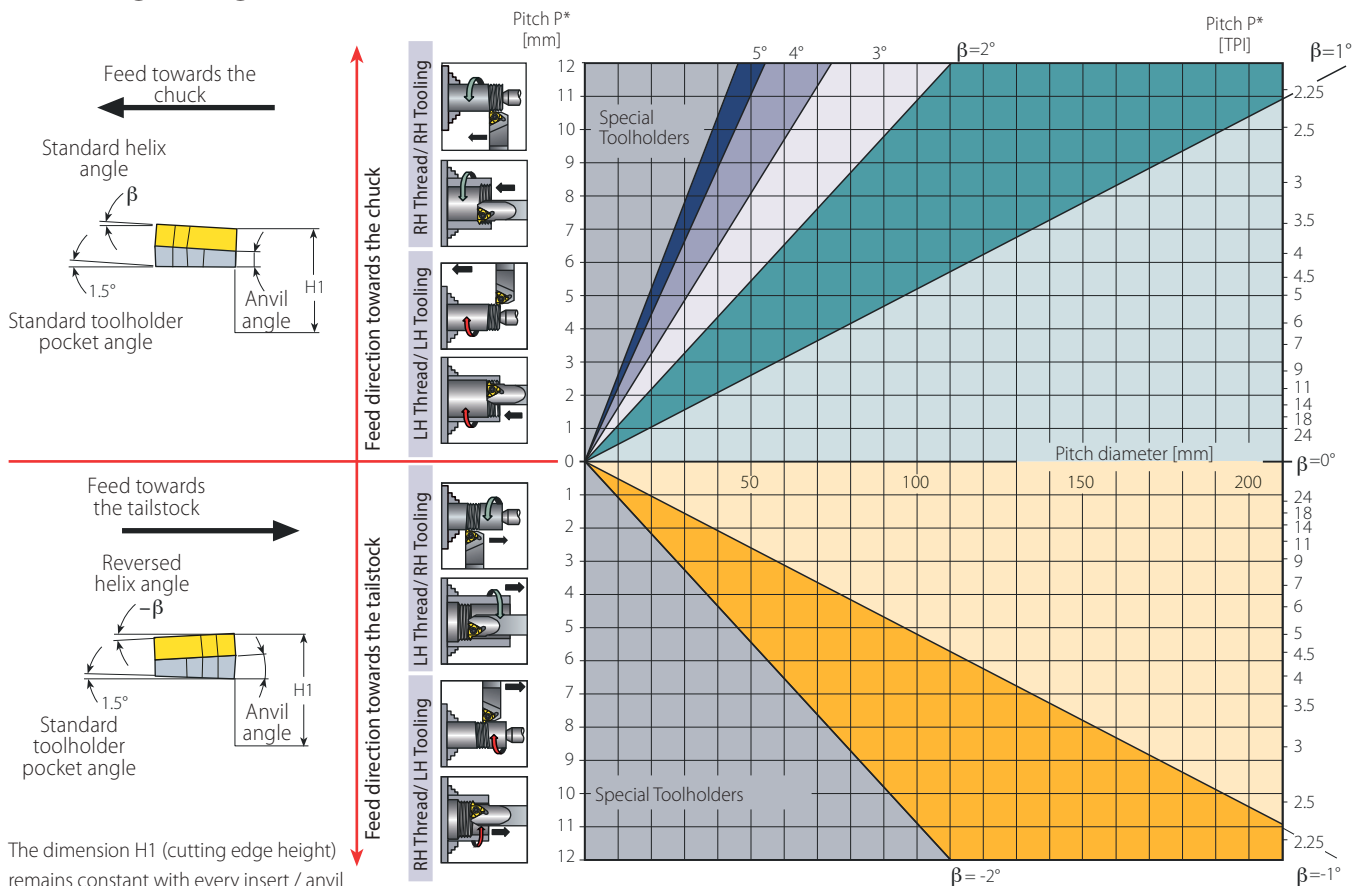 Feed towards the
chuck
Standard helix
angle
β
1.5°
Anvil
angle
H1
Standard toolholder
pocket angle
Feed towards
the tailstock
Reversed
helix angle
-β
1.5°
Standard
toolholder
pocket angle
Anvil
angle
H1
The dimension H1 (cutting edge height)
remains constant with every insert / anvil
Feed direction towards the chuck
Feed direction towards the tailstock
RH Thread/ RH Tooling
LH Thread/ LH Tooling
LH Thread/ RH Tooling
RH Thread/ LH Tooling
Pitch P*
[mm]
5°
4°
3°
β=2°
Pitch P*
[TPI]
β=1°
12
11
10
9
8
7
6
5
4
3
2
1
0
1
2
3
4
5
6
7
8
9
10
11
12
Special
Toolholders
Pitch diameter [mm]
50
100
150
200
Special Toolholders
2.25
2.5
3
3.5
4
4.5
5
6
7
9
11
14
18
24
β=0°
24
18
14
11
9
7
6
5
4.5
4
3.5
3
2.5
2.25
β= -2°
β=-1°